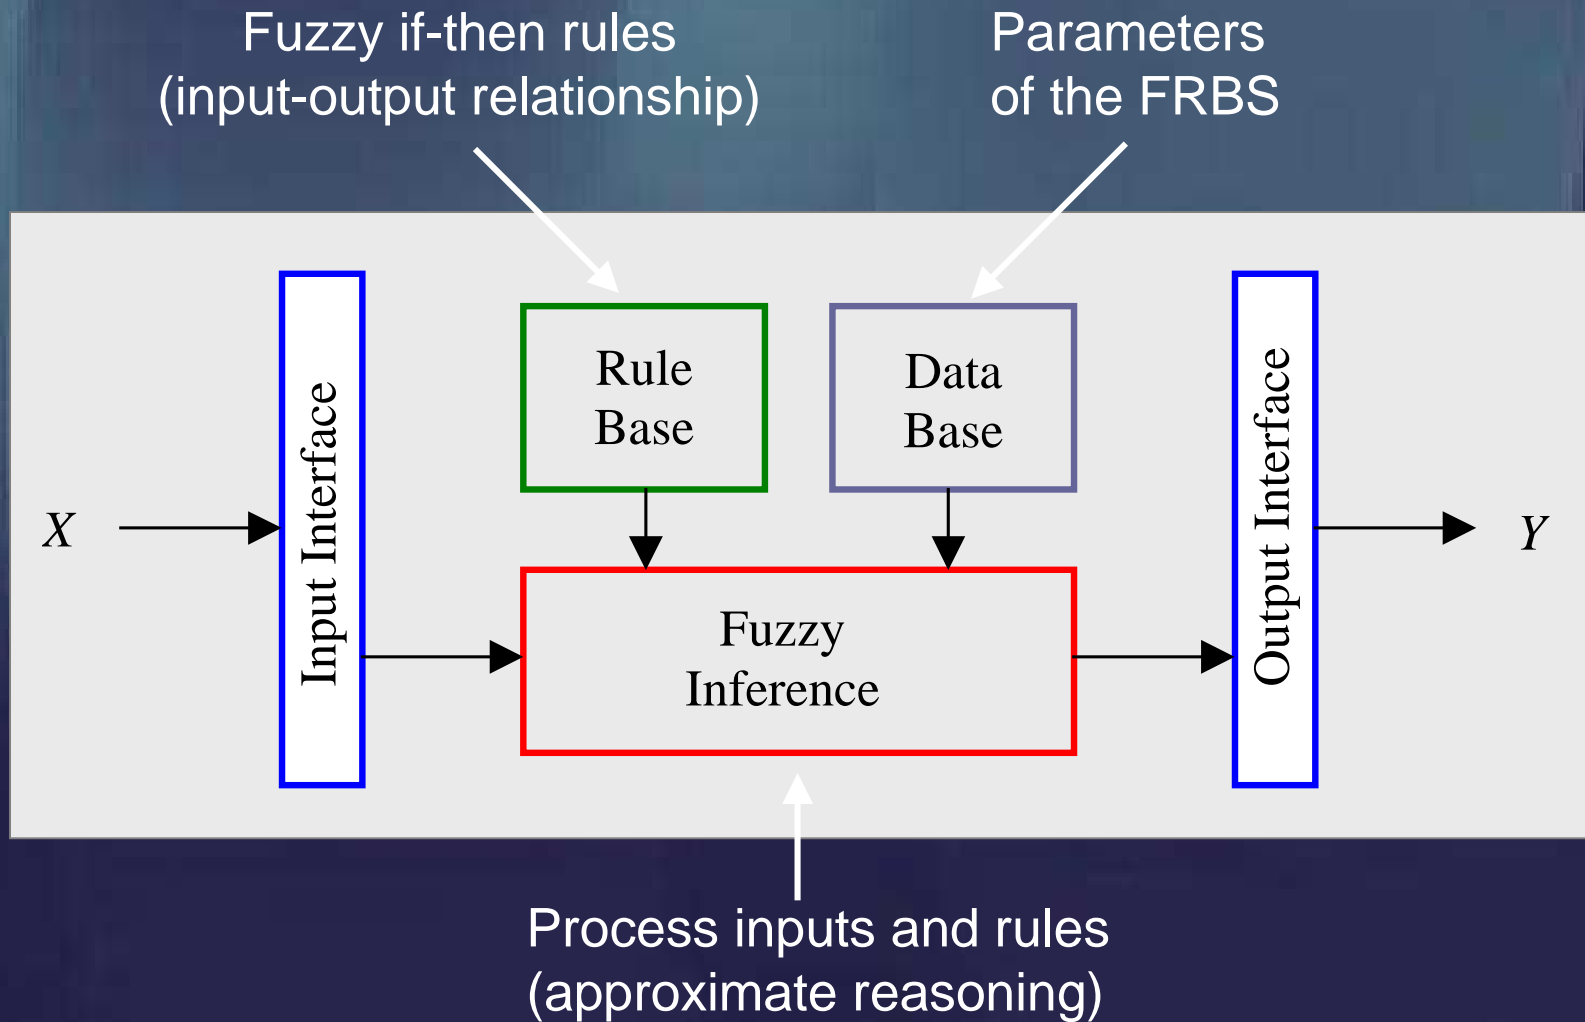 Fuzzy if-then rules
(input-output relationship)
Parameters
of the FRBS
Rule
Base
Data
Base
Input Interface
Output Interface
X
Y
Fuzzy
Inference
Process inputs and rules
(approximate reasoning)